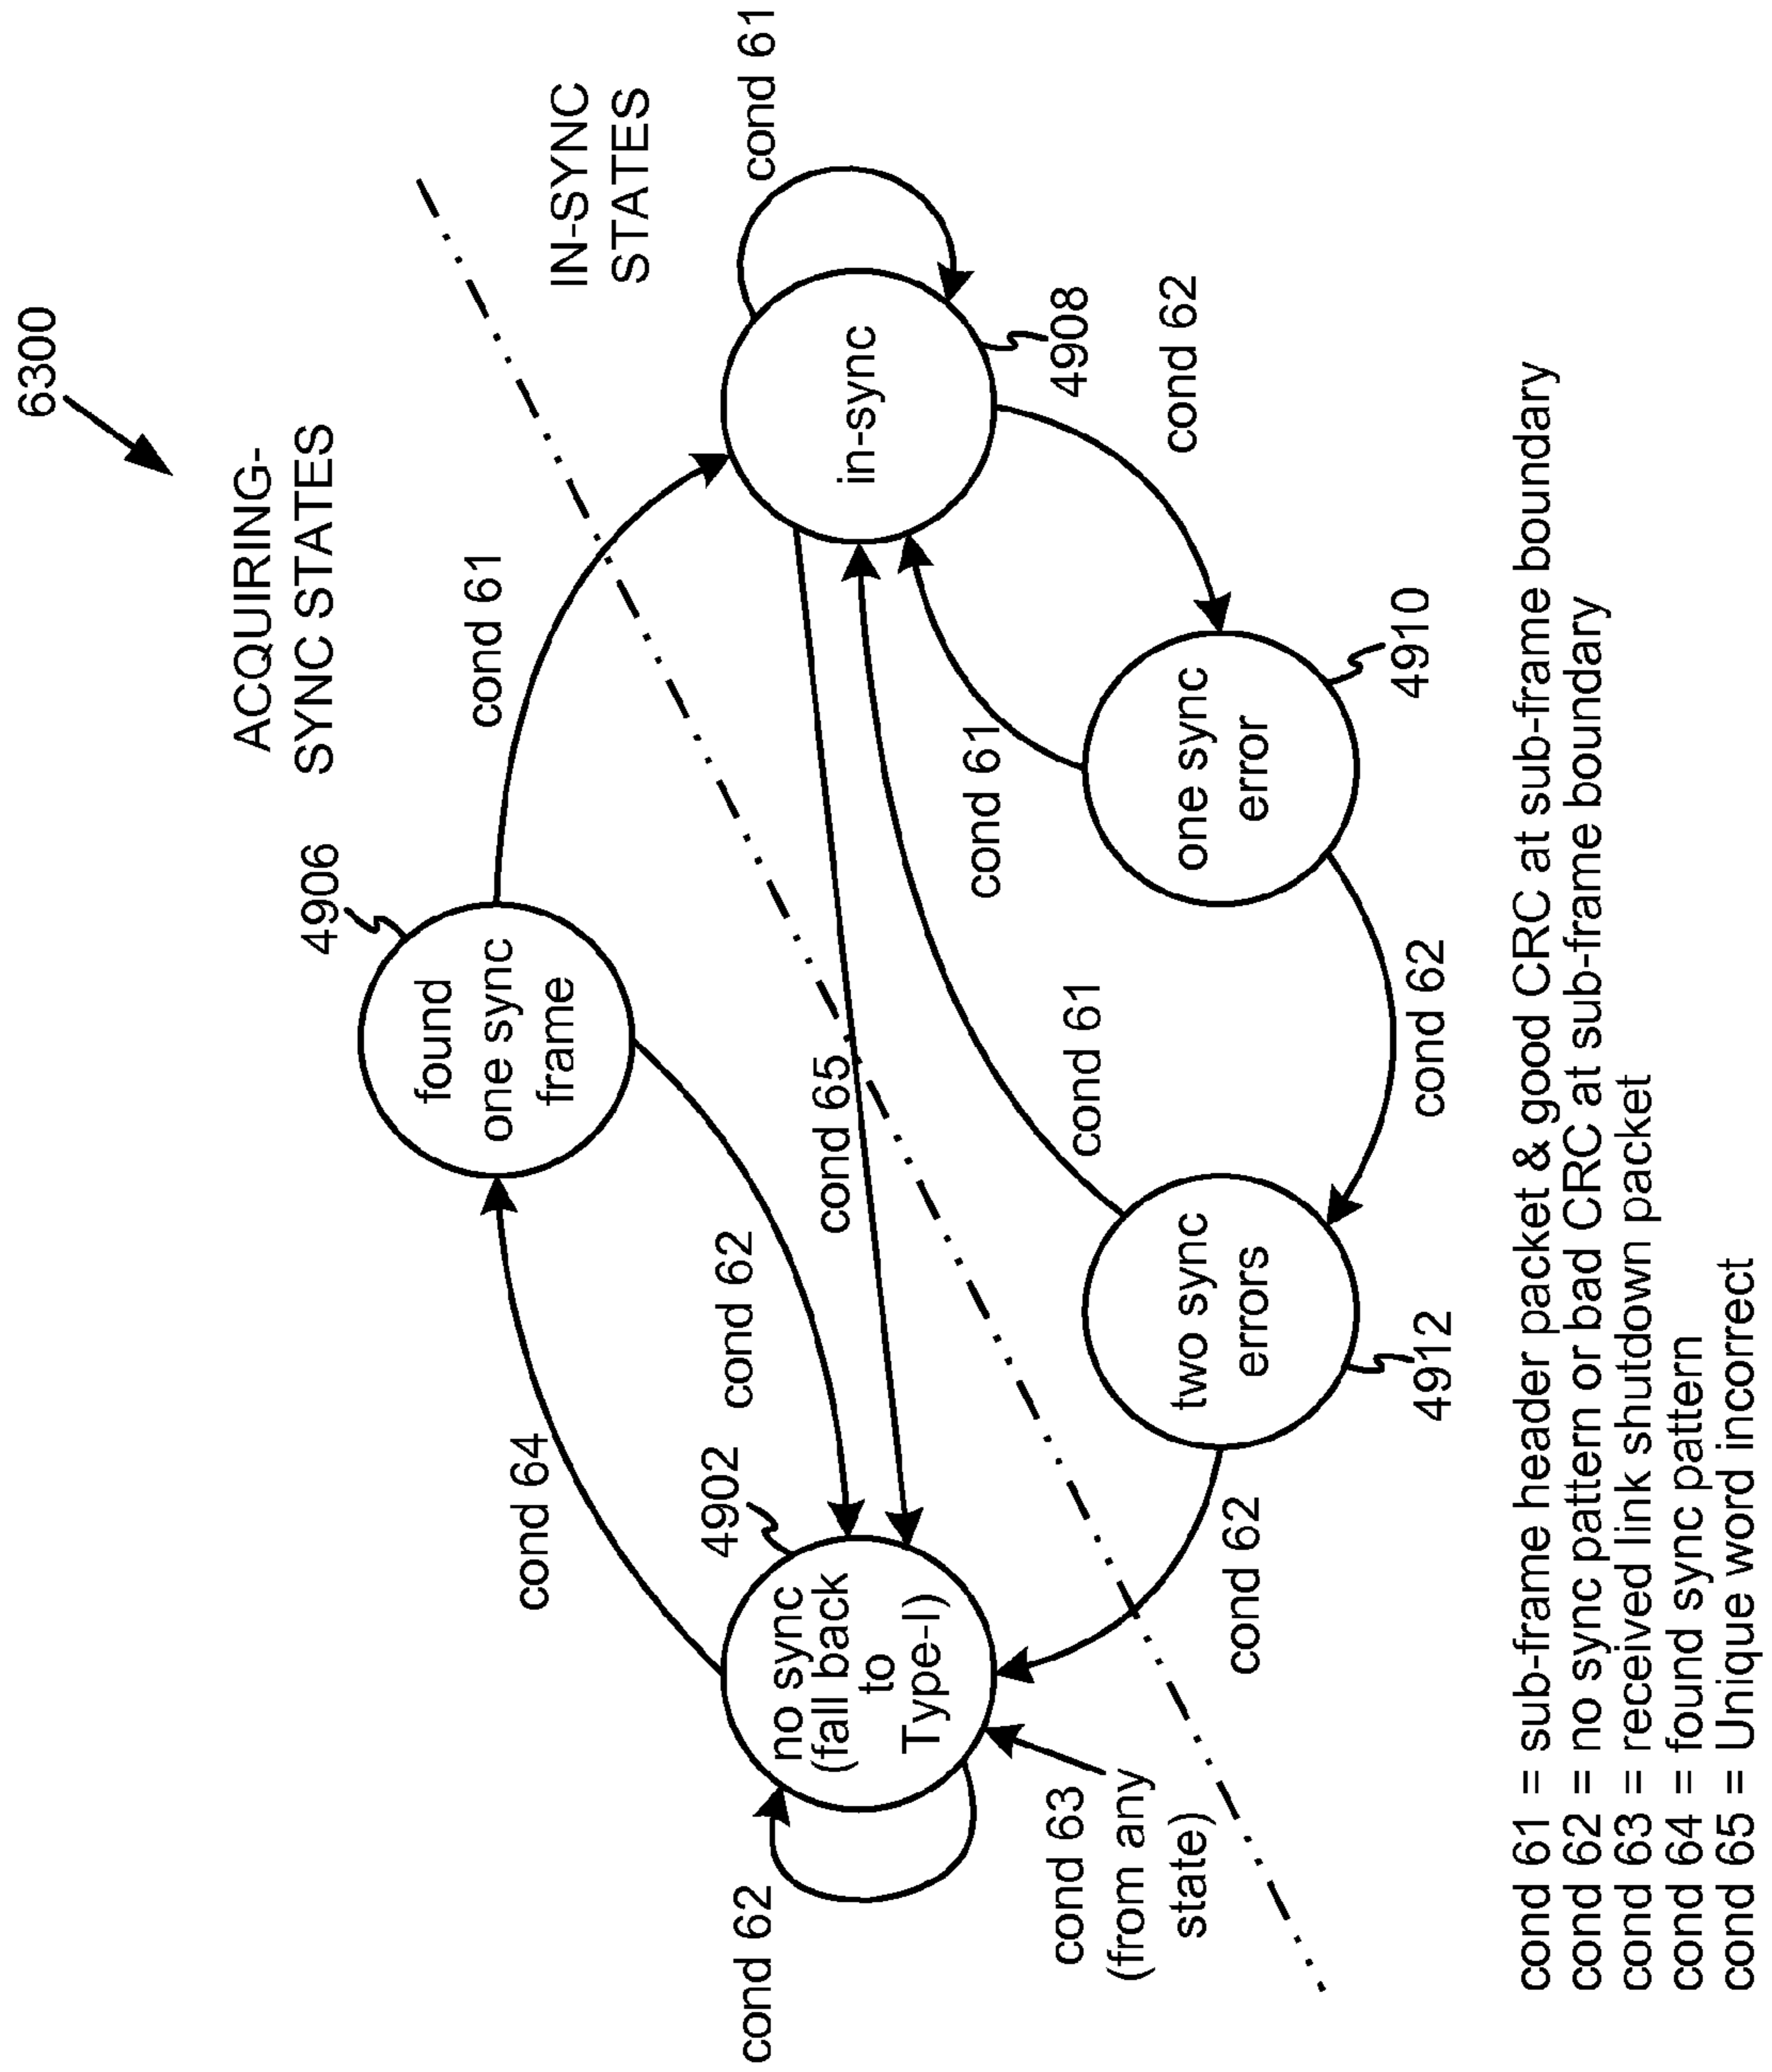 6300
ACQUIRING-
SYNC STATES
IN-SYNC
STATES
4906
found
one sync
frame
cond 61
cond 61
cond 64
cond 62
cond 65
4902
no sync
(fall back
to
Type-I)
cond 62
cond 63
(from any
state)
in-sync
4908
cond 62
cond 61
cond 61
one sync
error
4910
cond 62
two sync
errors
4912
cond 62
cond 61 = sub-frame header packet & good CRC at sub-frame boundary
cond 62 = no sync pattern or bad CRC at sub-frame boundary
cond 63 = received link shutdown packet
cond 64 = found sync pattern
cond 65 = Unique word incorrect